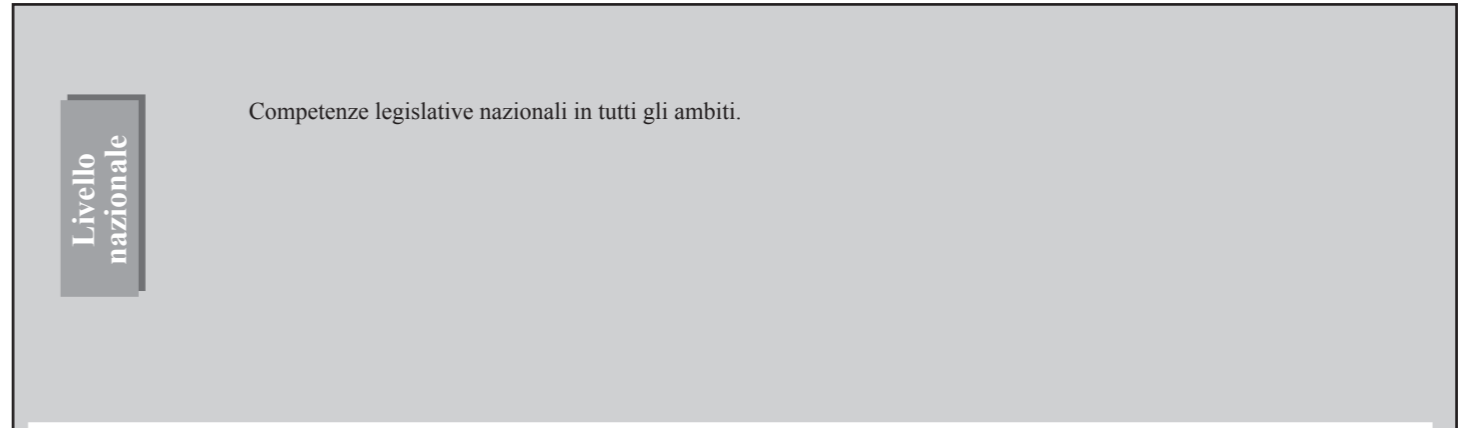 Livello
nazionale
Competenze legislative nazionali in tutti gli ambiti.